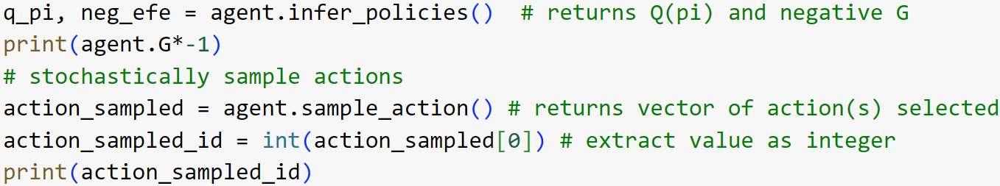 q_pi, neg_efe = agent.infer_policies()  # returns Q(pi) and negative G
print(agent.G*-1)
# stochastically sample actions
action_sampled = agent.sample_action() # returns vector of action(s) selected
action_sampled_id = int(action_sampled[0]) # extract value as integer
print(action_sampled_id)